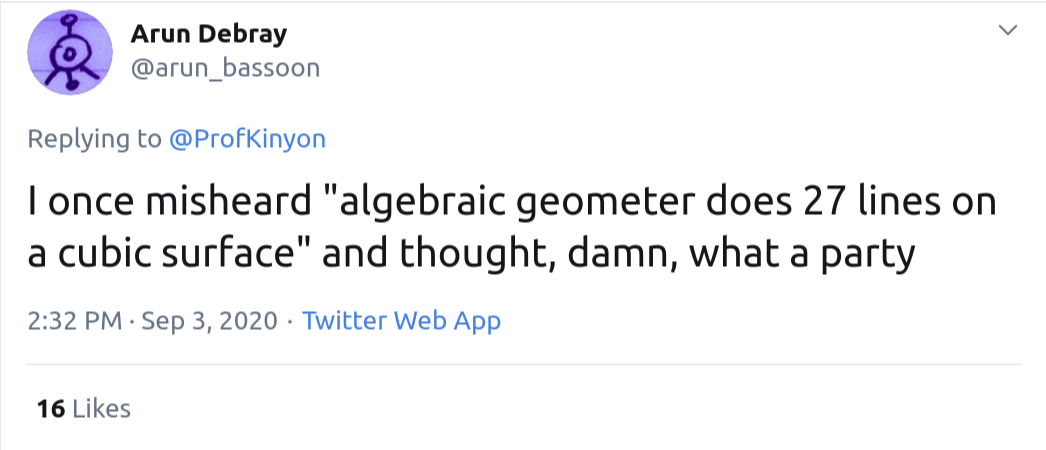 Arun Debray
@arun_bassoon
Replying to @ProfKinyon
I once misheard "algebraic geometer does 27 lines on
a cubic surface" and thought, damn, what a party
2:32 PM · Sep 3, 2020 · Twitter Web App
16 Likes